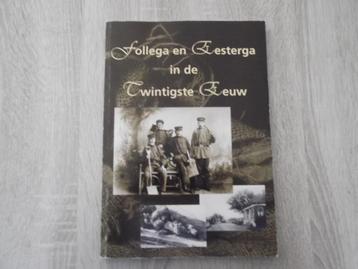 Follega en Eesterga
in de
Twintigste Eeuw